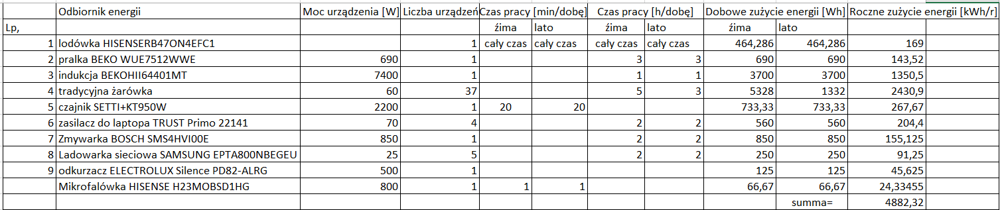 Odbiornik energii Moc urządzenia [W] Liczba urządzeń Czas pracy [min/dobę] Czas pracy [h/dobę] Dobowe zużycie energii [Wh] Roczne zużycie energii [kWh/r]
Lp, źima lato źima lato źima lato
1 lodówka HISENSERB47ON4EFC1 1 cały czas cały czas cały czas cały czas 464,286 464,286 169
2 pralka BEKO WUE7512WWE 690 1 3 3 690 690 143,52
3 indukcja BEKOHII64401MT 7400 1 1 1 3700 3700 1350,5
4 tradycyjna żarówka 60 37 5 3 5328 1332 2430,9
5 czajnik SETTI+KT950W 2200 1 20 20 733,33 733,33 267,67
6 zasilacz do laptopa TRUST Primo 22141 70 4 2 2 560 560 204,4
7 Zmywarka BOSCH SMS4HVI00E 850 1 2 2 850 850 155,125
8 Ladowarka sieciowa SAMSUNG EPTA800NBEGEU 25 5 2 2 250 250 91,25
9 odkurzacz ELECTROLUX Silence PD82-ALRG 500 1 125 125 45,625
Mikrofalówka HISENSE H23MOBSD1HG 800 1 1 1 66,67 66,67 24,33455
summa= 4882,32